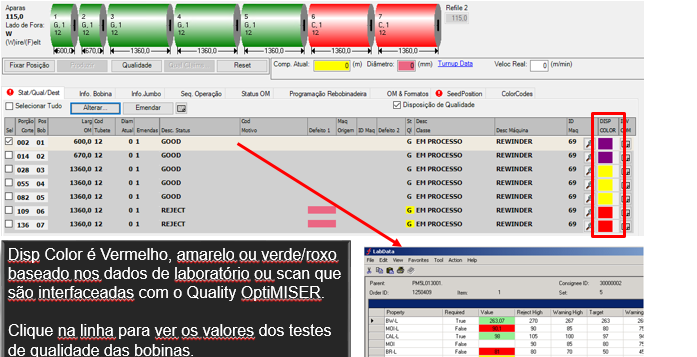 Aparas
115,0
Lado de Fora:
W
(W)ire/(F)elt
1 2 3 4 5 6 7
G, 1 G, 1 G, 1 G, 1 G, 1 C, 1 C, 1
12 12 12 12 12 12 12
600,0 670,0 1360,0 1360,0 1360,0 1360,0 1360,0
Refile 2
115,0
Fixar Posição Qualidade Reset
Comp. Atual: 0 (m) Diâmetro: (mm) Turnup Data Veloc Real: 0 (m/min)
Stat/Qual/Dest Info. Bobina Info Jumbo Seq. Operação Status OM Programação Rebobinadeira OM & Formatos SeedPosition ColorCodes
Selecionar Tudo Alterar... Emendar Disposição de Qualidade
Porção Pos Larg Cod Diam Cod Maq St Desc ID DISP
Sel Corte Bob OM Tubete Atual Emendas Desc. Status Motivo Defeito 1 Origem ID Maq Defeito 2 Ql Classe Desc Máquina Maq COLOR COM
002 01 600,0 12 0 1 GOOD G EM PROCESSO REWINDER 69
014 02 670,0 12 0 1 GOOD G EM PROCESSO REWINDER 69
028 03 1360,0 12 0 1 GOOD G EM PROCESSO REWINDER 69
055 04 1360,0 12 0 1 GOOD G EM PROCESSO REWINDER 69
082 05 1360,0 12 0 1 GOOD G EM PROCESSO REWINDER 69
109 06 1360,0 12 0 1 REJECT G EM PROCESSO REWINDER 69
136 07 1360,0 12 0 1 REJECT G EM PROCESSO REWINDER 69
Disp Color é Vermelho, amarelo ou verde/roxo
baseado nos dados de laboratório ou scan que
são interfaceadas com o Quality OptiMISER.
Clique na linha para ver os valores dos testes
de qualidade das bobinas.
LabData
File Edit View Favorites Tool Action Help
Parent PM5L013001. Consignee ID: 30000002
Order ID: 1250409 Item: 1 Set: 5
Property Required Value Reject High Warning High Target Warning
BW-L True 263,07 270 267 263 260
MOI-L False 90 85 80 75
CAL-L True 98 105 100 97 94
MOI False 90 85 80 75
BR-L False 80 70 50 45